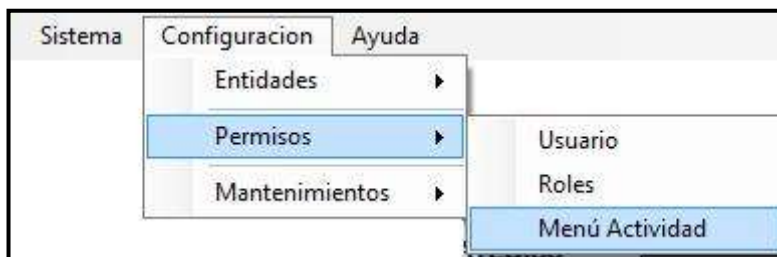 Sistema Configuracion Ayuda
Entidades
Permisos
Usuario
Roles
Mantenimientos
Menú Actividad